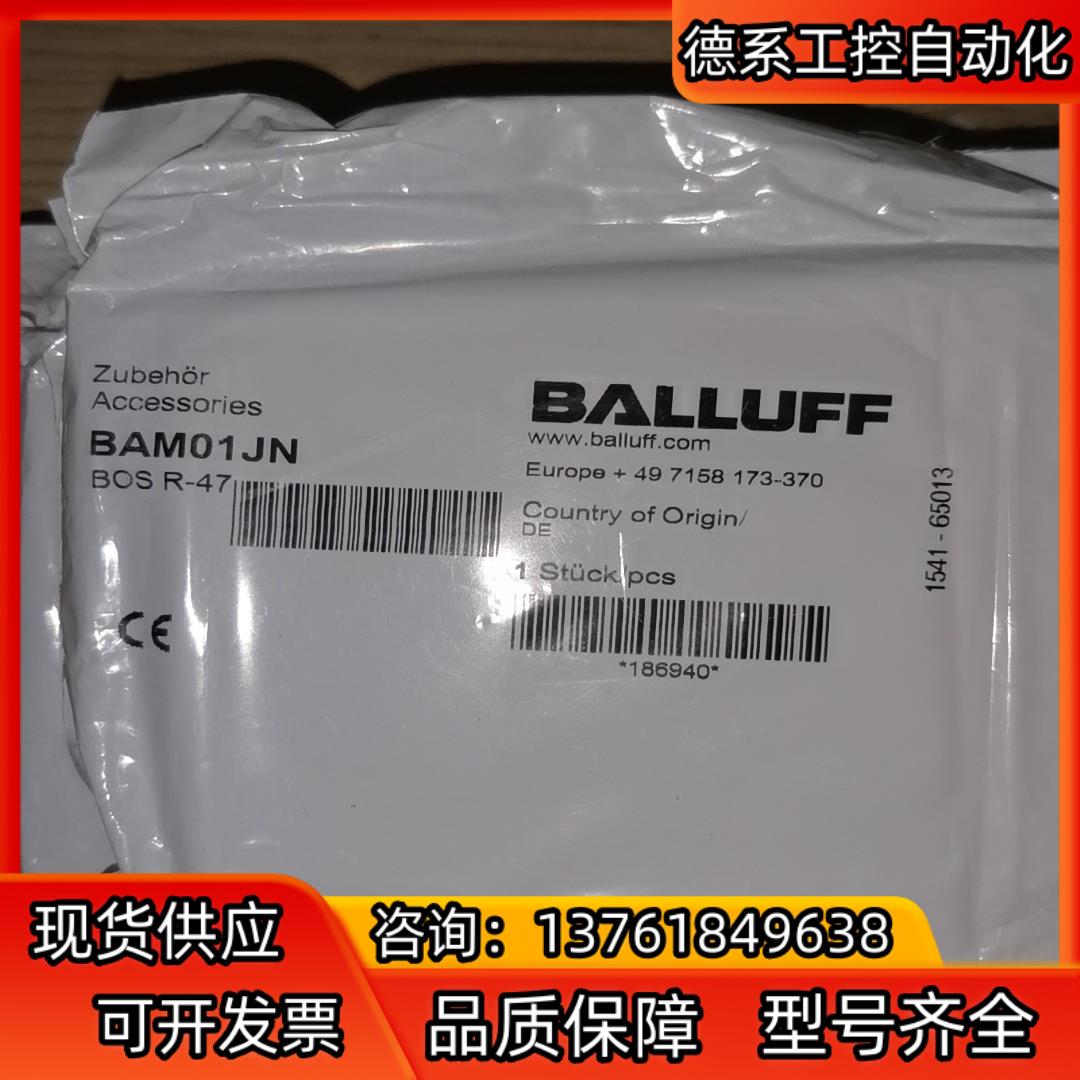 德系工控自动化
Zubehör
Accessories
BAM01JN
BOS R-47
BALLUFF
www.balluff.com
Europe + 49 7158 173-370
Country of Origin/
DE
1 Stück/pcs
*186940*
1541 - 65013
CE
现货供应
咨询：13761849638
可开发票
品质保障
型号齐全